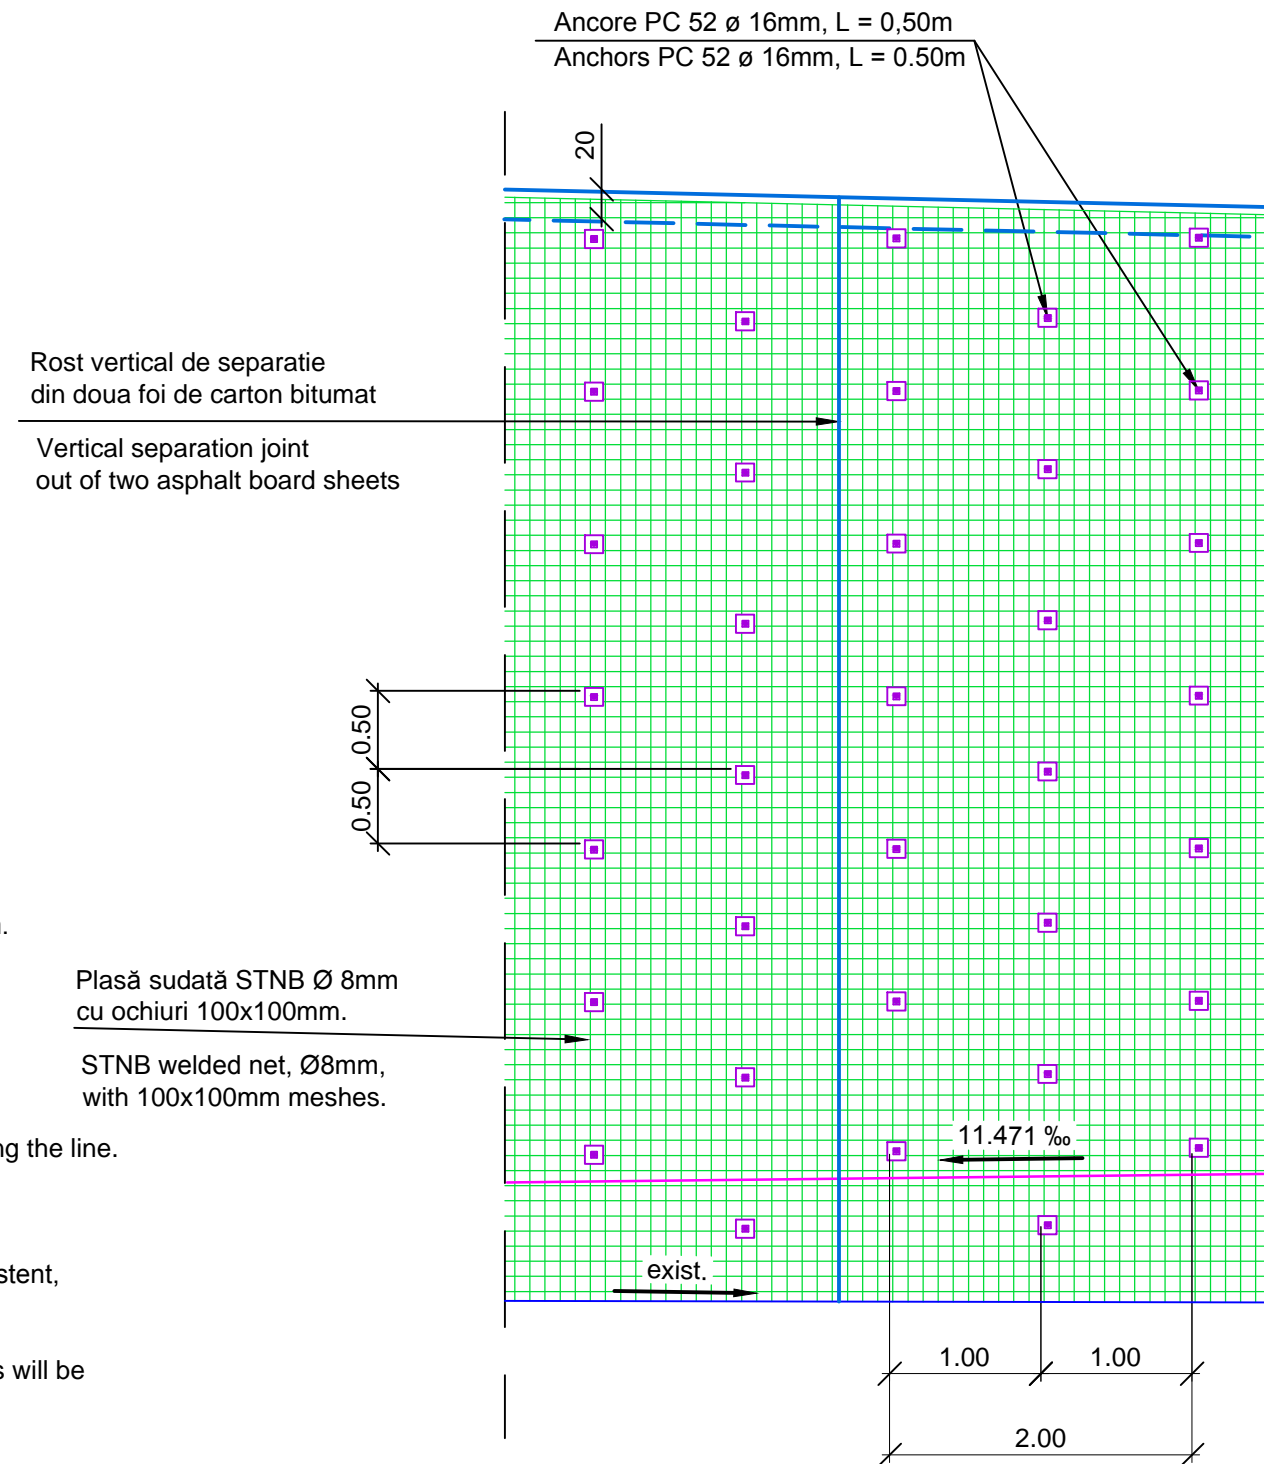 Ancore PC 52 ø 16mm, L = 0,50m
Anchors PC 52 ø 16mm, L = 0.50m
20
Rost vertical de separatie
din doua foi de carton bitumat
Vertical separation joint
out of two asphalt board sheets
0.50
0.50
Plasă sudată STNB Ø 8mm
cu ochiuri 100x100mm.
STNB welded net, Ø8mm,
with 100x100mm meshes.
the line.
11.471 ‰
exist.
will be
1.00
1.00
2.00